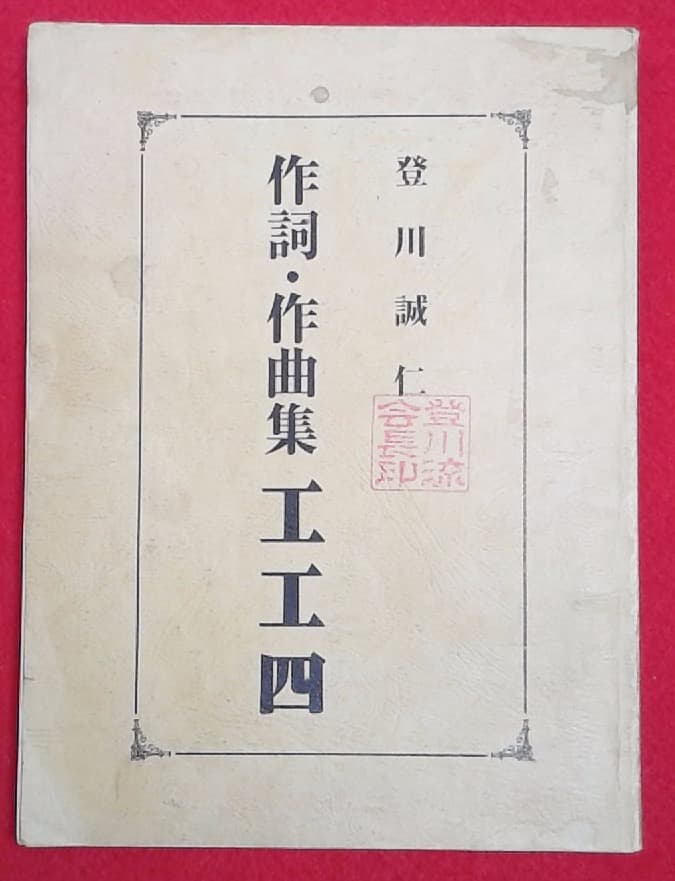 登川誠仁
登川流
会長印
作詞・作曲集 工工四